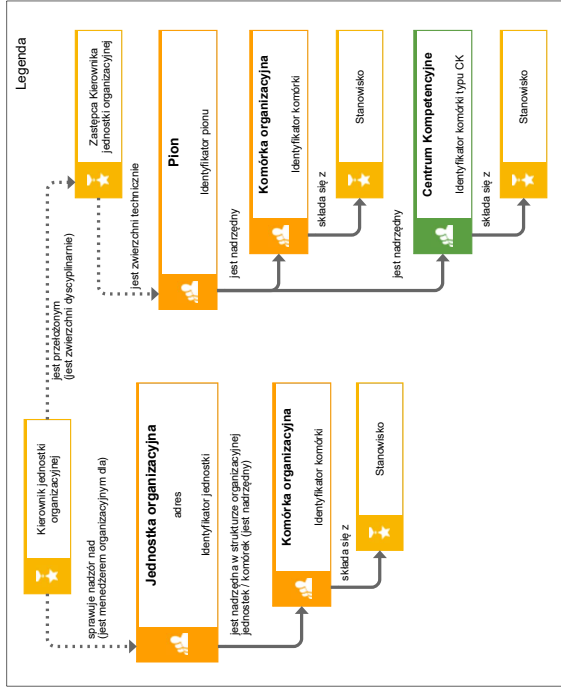 Legenda
Kierownik jednostki
organizacyjnej
jest przełożonym
(jest zwierzchni dyscyplinarnie)
Zastępca Kierownika
jednostki organizacyjnej
sprawuje nadzór nad
(jest menedżerem organizacyjnym dla)
jest zwierzchni technicznie
Jednostka organizacyjna
adres
Identyfikator jednostki
Pion
Identyfikator pionu
jest nadrzędna w strukturze organizacyjnej
jednostek / komórek (jest nadrzędny)
jest nadrzędny
Komórka organizacyjna
Identyfikator komórki
Komórka organizacyjna
Identyfikator komórki
składa się z
składa się z
Stanowisko
Stanowisko
jest nadrzędny
Centrum Kompetencyjne
Identyfikator komórki typu CK
składa się z
Stanowisko